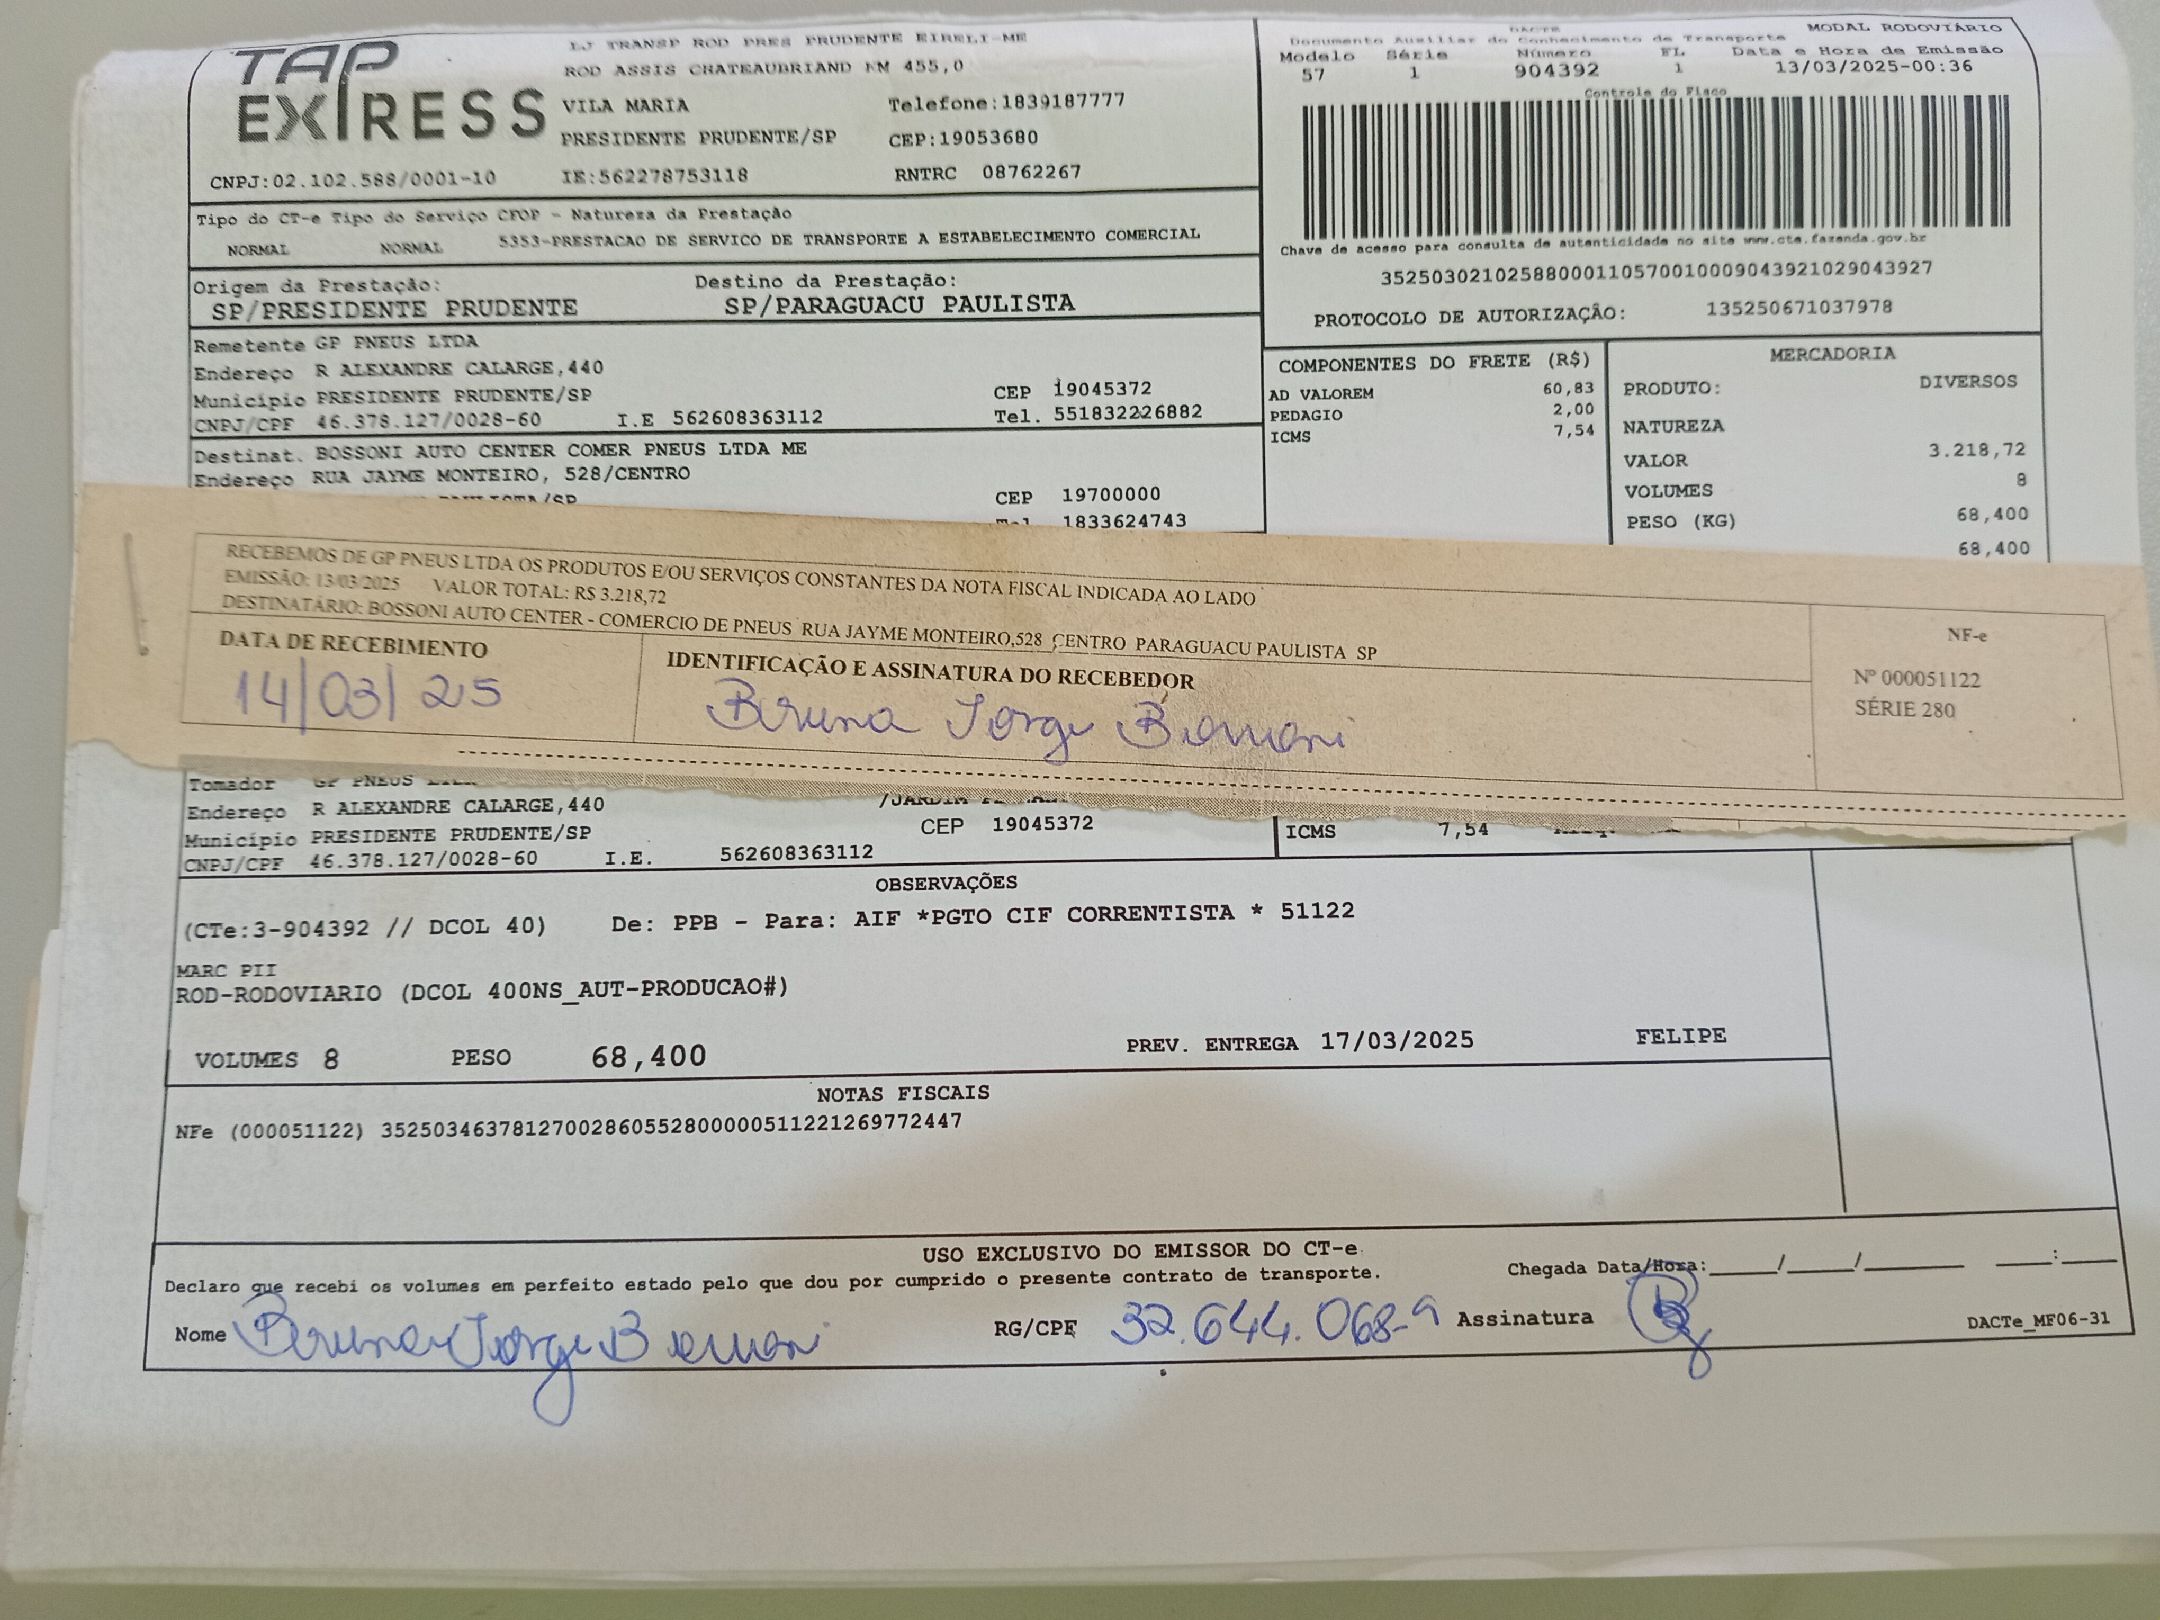 TAP EXPRESS
LJ TRANSP ROD PRES PRUDENTE EIRELI-ME
ROD ASSIS CHATEAUBRIAND KM 455,0
VILA MARIA Telefone:1839187777
PRESIDENTE PRUDENTE/SP CEP:19053680
CNPJ:02.102.588/0001-10 IE:562278753118 RNTRC 08762267
DACTE MODAL RODOVIÁRIO
Documento Auxiliar do Conhecimento de Transporte
Modelo Série Número FL Data e Hora de Emissão
57 1 904392 1 13/03/2025-00:36
Controle do Fisco
Chave de acesso para consulta de autenticidade no site www.cte.fazenda.gov.br
35250302102588000110570010009043921029043927
PROTOCOLO DE AUTORIZAÇÃO: 135250671037978
Tipo do CT-e Tipo do Serviço CFOP - Natureza da Prestação
NORMAL NORMAL 5353-PRESTACAO DE SERVICO DE TRANSPORTE A ESTABELECIMENTO COMERCIAL
Origem da Prestação: Destino da Prestação:
SP/PRESIDENTE PRUDENTE SP/PARAGUACU PAULISTA
Remetente GP PNEUS LTDA
Endereço R ALEXANDRE CALARGE,440
Município PRESIDENTE PRUDENTE/SP CEP 19045372
CNPJ/CPF 46.378.127/0028-60 I.E 562608363112 Tel. 551832226882
Destinat. BOSSONI AUTO CENTER COMER PNEUS LTDA ME
Endereço RUA JAYME MONTEIRO, 528/CENTRO
CEP 19700000
Tel. 1833624743
COMPONENTES DO FRETE (R$)
AD VALOREM 60,83
PEDAGIO 2,00
ICMS 7,54
MERCADORIA
PRODUTO: DIVERSOS
NATUREZA
VALOR 3.218,72
VOLUMES 8
PESO (KG) 68,400
68,400
RECEBEMOS DE GP PNEUS LTDA OS PRODUTOS E/OU SERVIÇOS CONSTANTES DA NOTA FISCAL INDICADA AO LADO
EMISSÃO: 13/03/2025 VALOR TOTAL: R$ 3.218,72
DESTINATÁRIO: BOSSONI AUTO CENTER - COMERCIO DE PNEUS RUA JAYME MONTEIRO,528 CENTRO PARAGUACU PAULISTA SP
DATA DE RECEBIMENTO IDENTIFICAÇÃO E ASSINATURA DO RECEBEDOR
14/03/25 Bruna Jorge
NF-e
Nº 000051122
SÉRIE 280
Tomador GP PNEUS
Endereço R ALEXANDRE CALARGE,440
Município PRESIDENTE PRUDENTE/SP CEP 19045372
CNPJ/CPF 46.378.127/0028-60 I.E. 562608363112
ICMS 7,54
OBSERVAÇÕES
(CTe:3-904392 // DCOL 40) De: PPB - Para: AIF *PGTO CIF CORRENTISTA * 51122
MARC PII
ROD-RODOVIARIO (DCOL 400NS_AUT-PRODUCAO#)
VOLUMES 8 PESO 68,400 PREV. ENTREGA 17/03/2025 FELIPE
NOTAS FISCAIS
NFe (000051122) 35250346378127002860552800000511221269772447
USO EXCLUSIVO DO EMISSOR DO CT-e
Declaro que recebi os volumes em perfeito estado pelo que dou por cumprido o presente contrato de transporte. Chegada Data/Hora:____/____/______ ____:____
Nome Bruna Jorge RG/CPF 32.644.068-9 Assinatura
DACTe_MF06-31